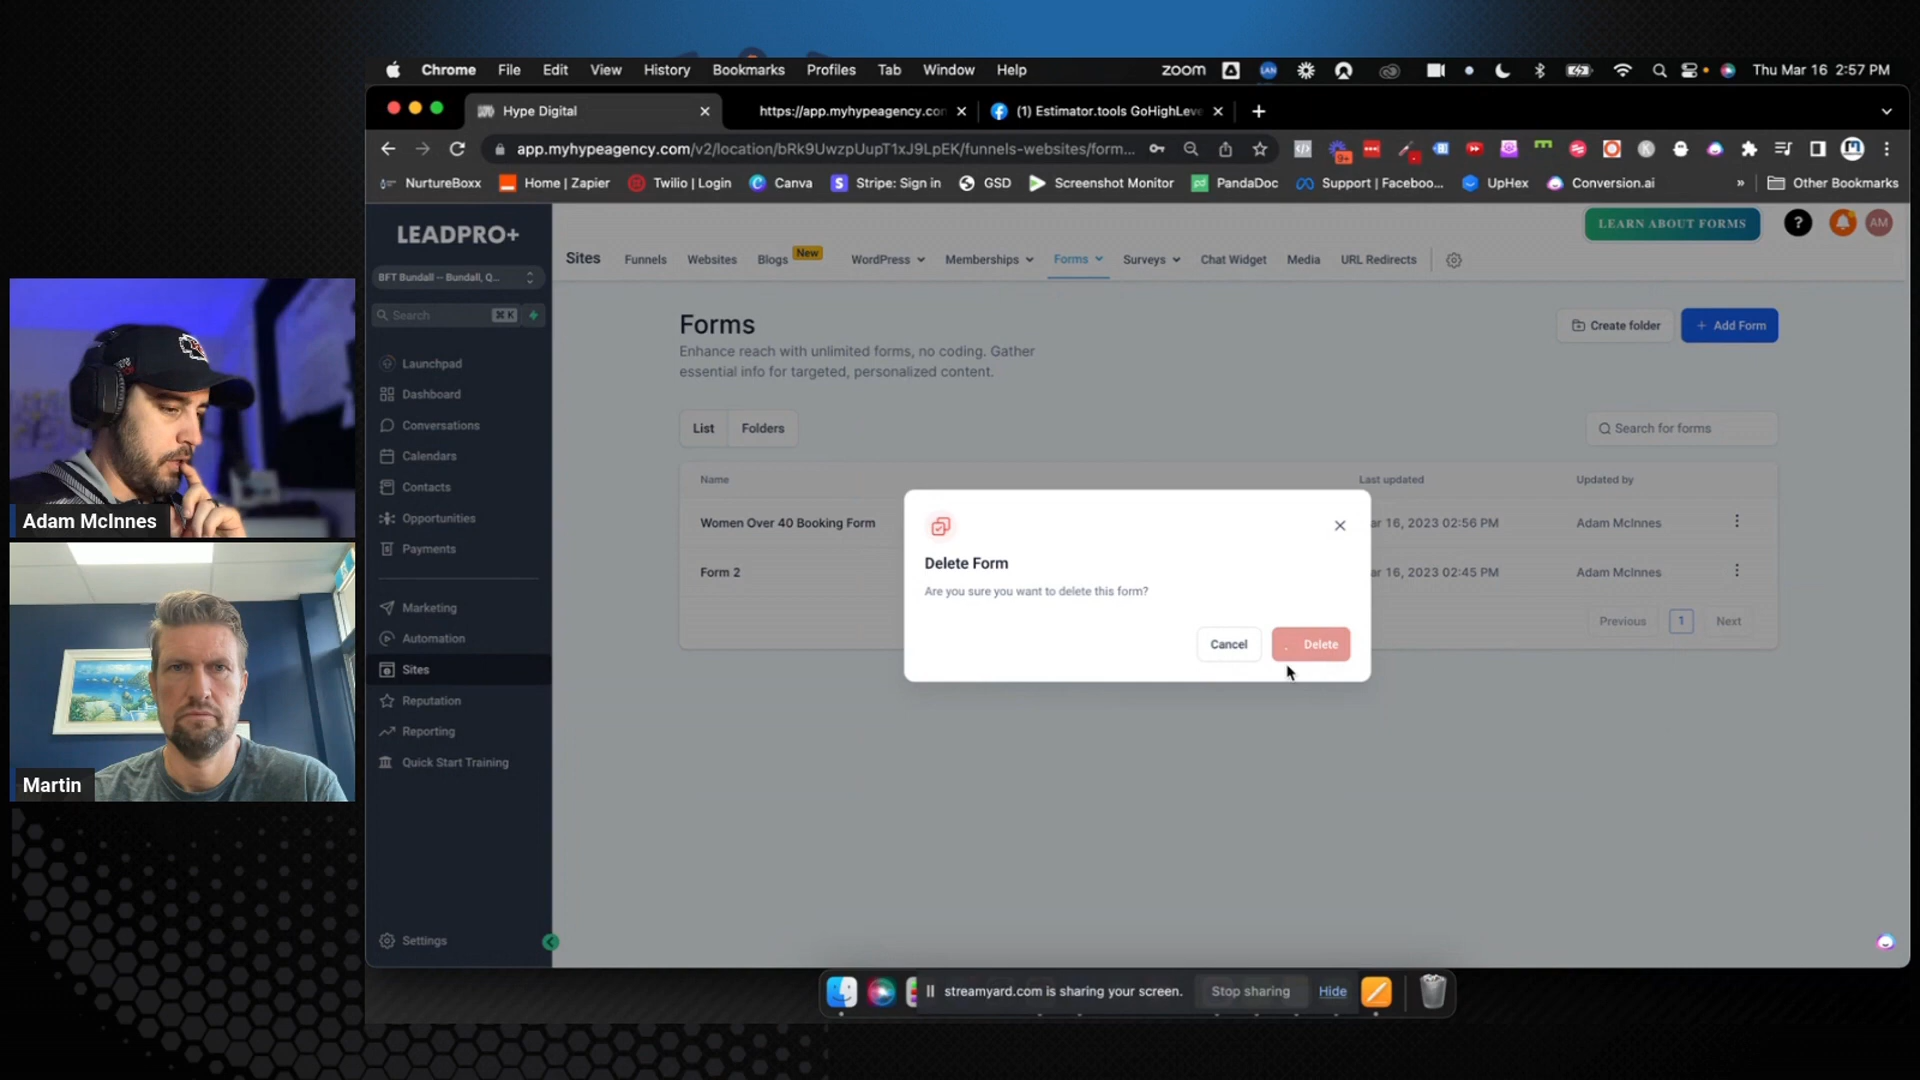 Chrome File Edit View History Bookmarks Profiles Tab Window Help zoom LAN Thu Mar 16 2:57 PM
Hype Digital https://app.myhypeagency.con (1) Estimator.tools GoHighLeve
app.myhypeagency.com/v2/location/bRk9UwzpUupT1xJ9LpEK/funnels-websites/form... 9+
NurtureBoxx Home | Zapier Twilio | Login Canva Stripe: Sign in GSD Screenshot Monitor PandaDoc Support | Faceboo... UpHex Conversion.ai » Other Bookmarks
LEADPRO+
BFT Bundall -- Bundall, Q...
Search ⌘ K
Launchpad
Dashboard
Conversations
Calendars
Contacts
Opportunities
Payments
Marketing
Automation
Sites
Reputation
Reporting
Quick Start Training
Settings
LEARN ABOUT FORMS ? AM
Sites Funnels Websites Blogs New WordPress Memberships Forms Surveys Chat Widget Media URL Redirects
Forms
Enhance reach with unlimited forms, no coding. Gather
essential info for targeted, personalized content.
Create folder + Add Form
List Folders Search for forms
Name Last updated Updated by
Women Over 40 Booking Form ar 16, 2023 02:56 PM Adam McInnes
Form 2 ar 16, 2023 02:45 PM Adam McInnes
Previous 1 Next
Delete Form
Are you sure you want to delete this form?
Cancel Delete
Adam McInnes
Martin
streamyard.com is sharing your screen. Stop sharing Hide